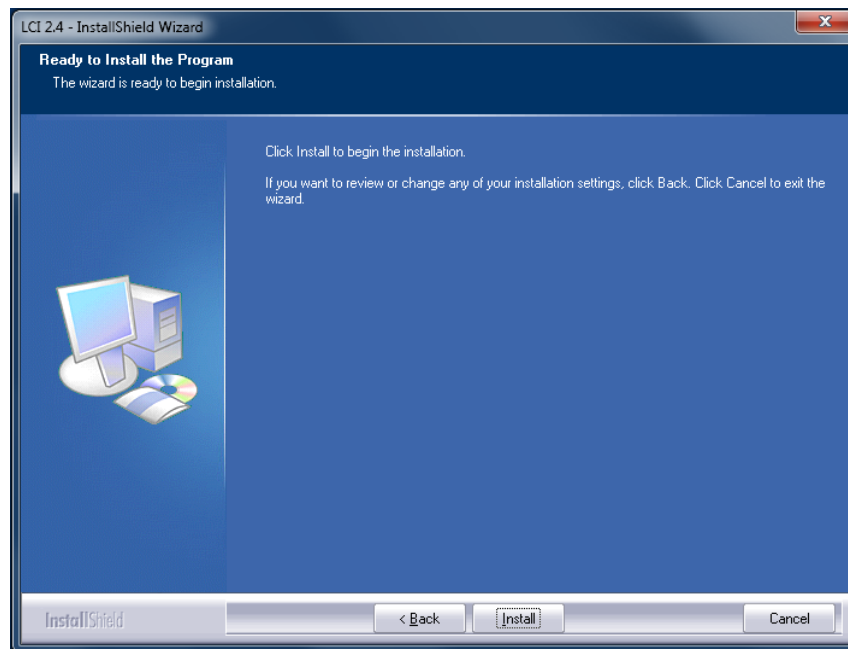 LCI 2.4 - InstallShield Wizard
Ready to Install the Program
The wizard is ready to begin installation.
Click Install to begin the installation.
If you want to review or change any of your installation settings, click Back. Click Cancel to exit the
wizard.
InstallShield
< Back
Install
Cancel